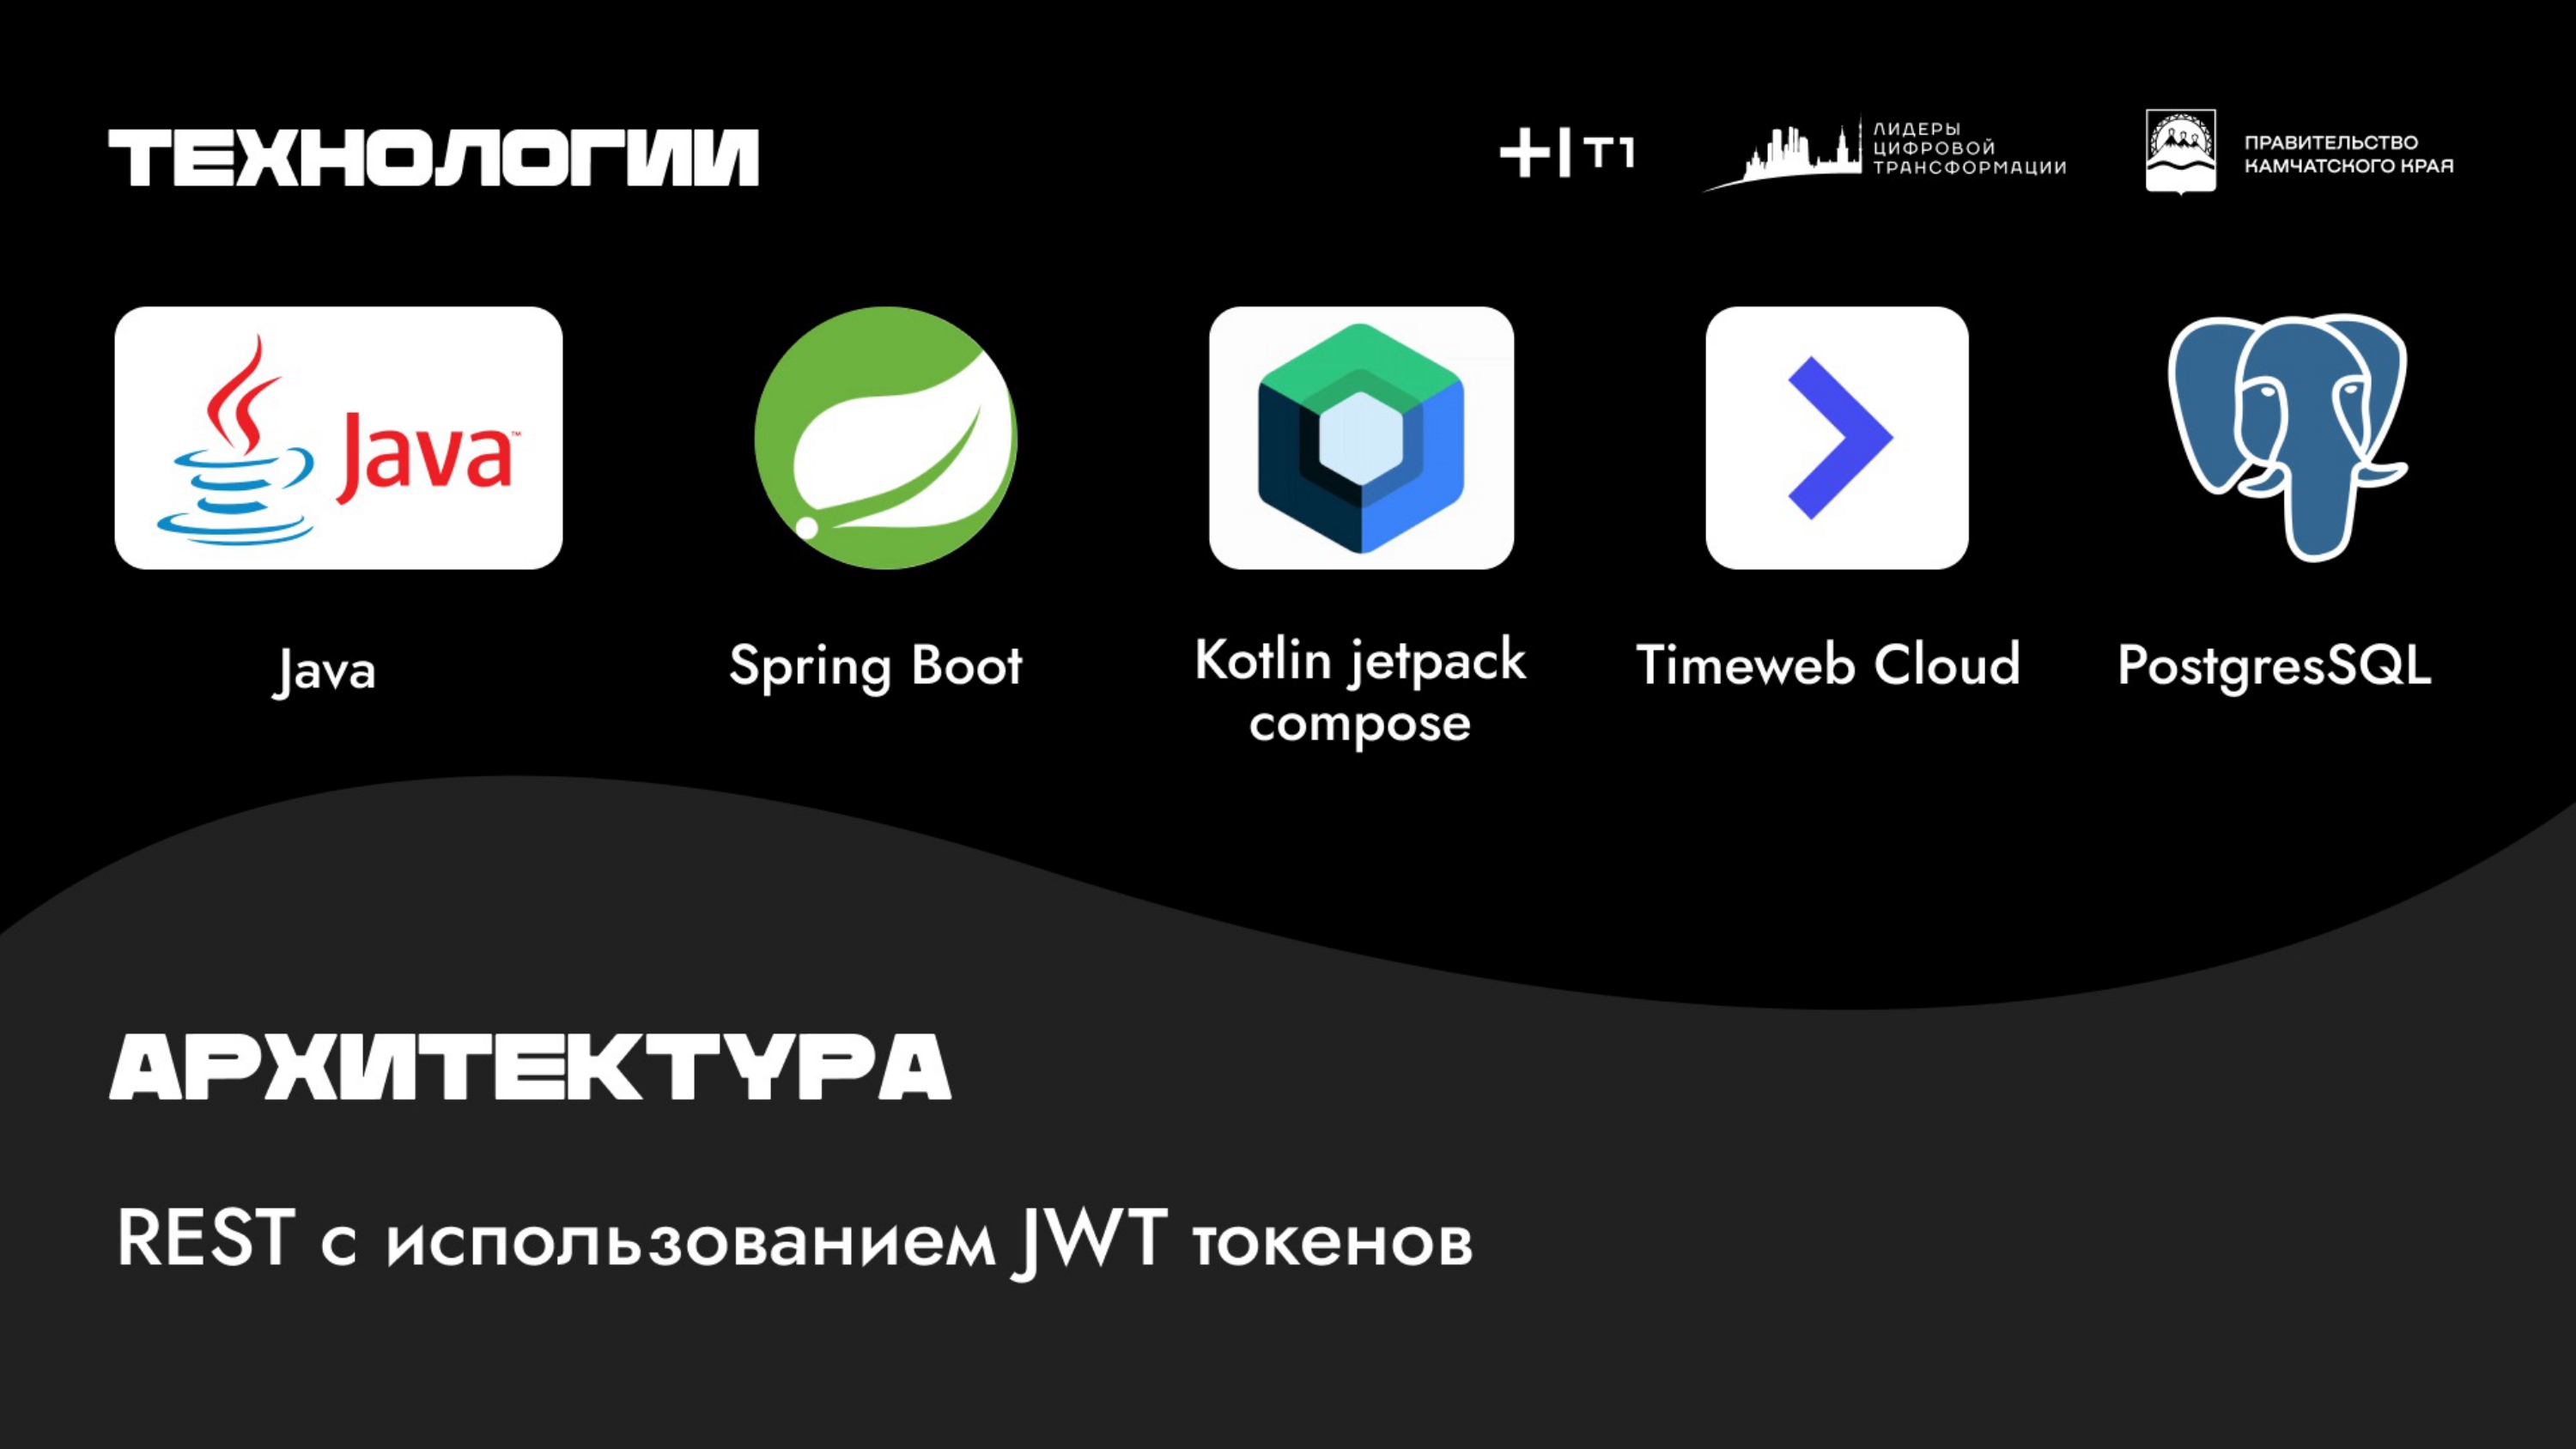 ТЕХНОЛОГИИ
Т1
ЛИДЕРЫ
ЦИФРОВОЙ
ТРАНСФОРМАЦИИ
ПРАВИТЕЛЬСТВО
КАМЧАТСКОГО КРАЯ
Java™
Java
Spring Boot
Kotlin jetpack
compose
Timeweb Cloud
PostgresSQL
АРХИТЕКТУРА
REST с использованием JWT токенов